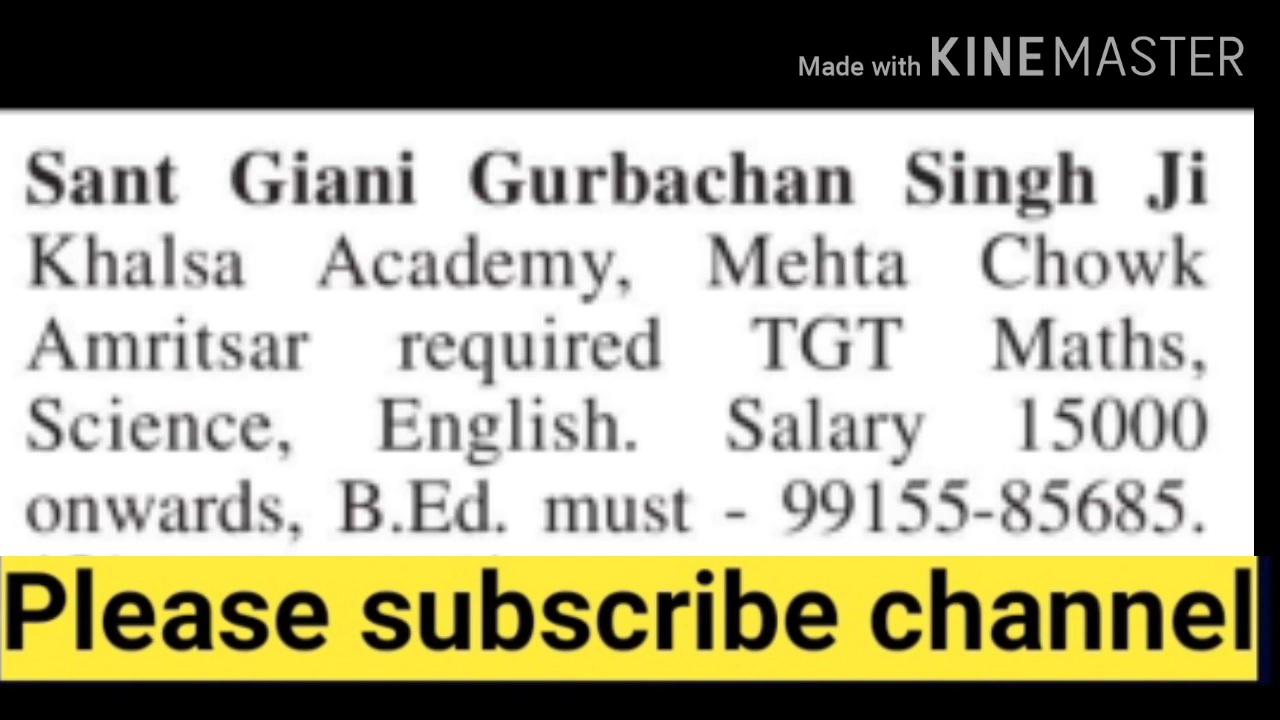 Made with KINEMASTER
Sant Giani Gurbachan Singh Ji
Khalsa Academy, Mehta Chowk
Amritsar required TGT Maths,
Science, English. Salary 15000
onwards, B.Ed. must - 99155-85685.
Please subscribe channel